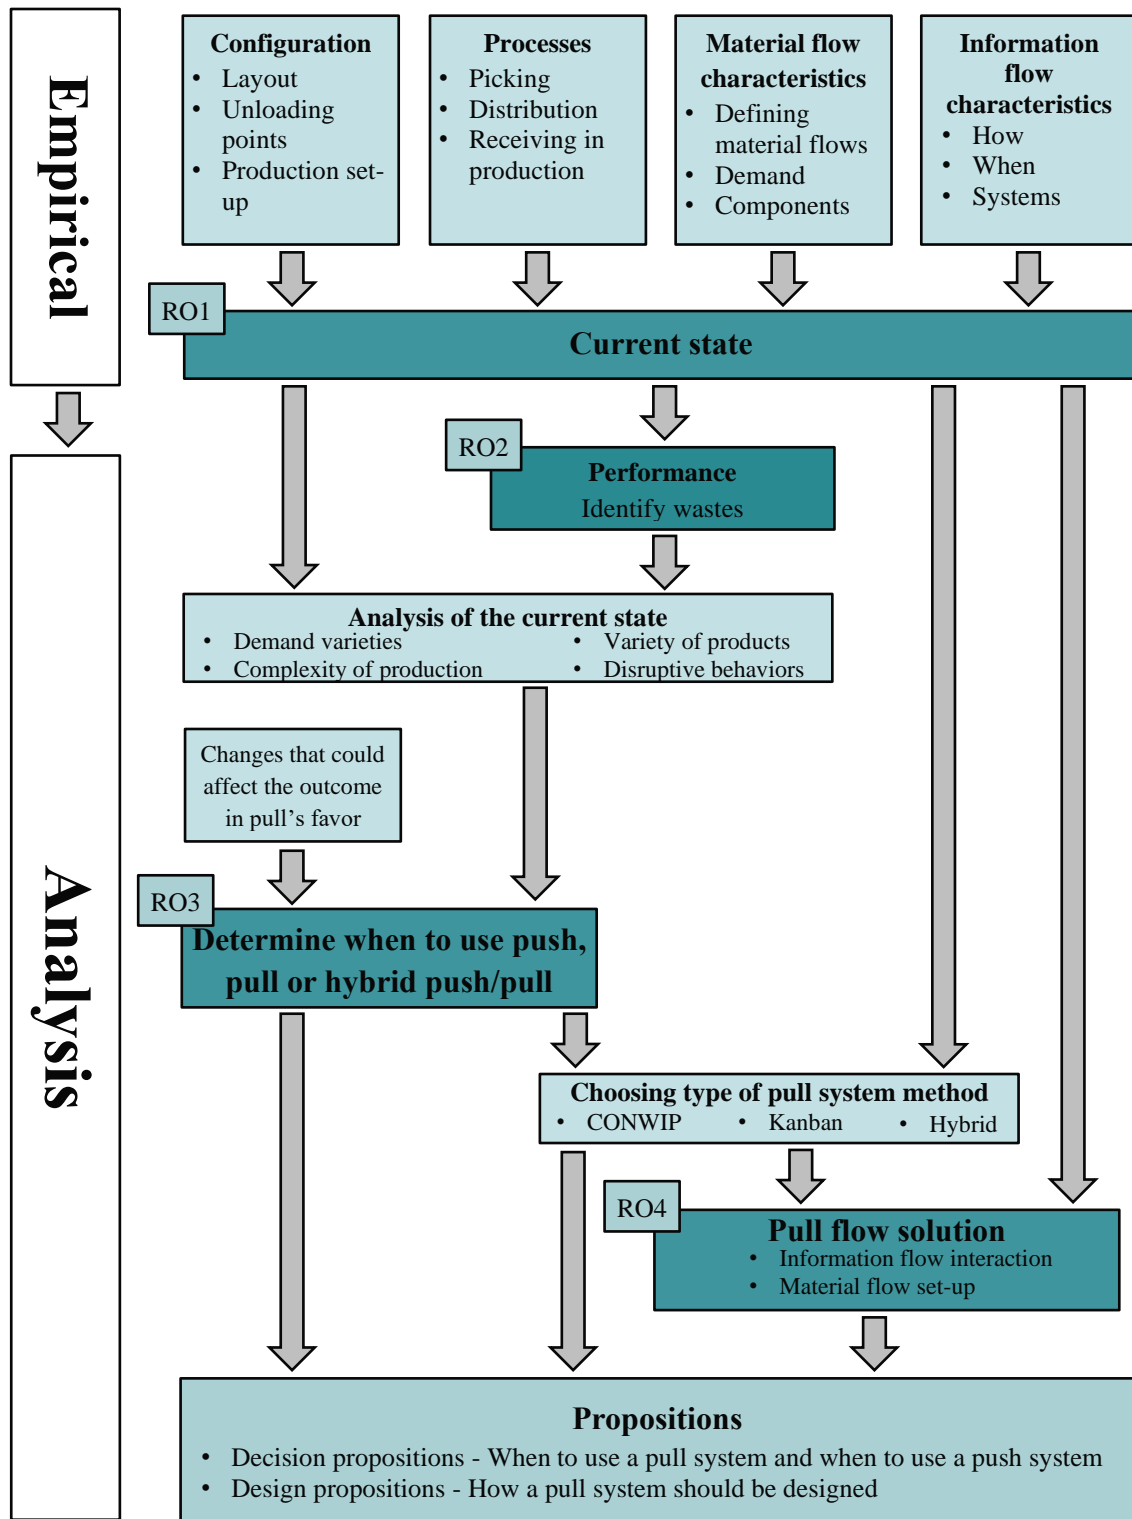 Empirical
Configuration
• Layout
• Unloading
points
• Production set-
up
Processes
• Picking
• Distribution
• Receiving in
production
Material flow
characteristics
• Defining
material flows
• Demand
• Components
Information
flow
characteristics
• How
• When
• Systems
RO1
Current state
Analysis
RO2
Performance
Identify wastes
Analysis of the current state
• Demand varieties
• Complexity of production
• Variety of products
• Disruptive behaviors
Changes that could
affect the outcome
in pull’s favor
RO3
Determine when to use push,
pull or hybrid push/pull
Choosing type of pull system method
• CONWIP • Kanban • Hybrid
RO4
Pull flow solution
• Information flow interaction
• Material flow set-up
Propositions
• Decision propositions - When to use a pull system and when to use a push system
• Design propositions - How a pull system should be designed